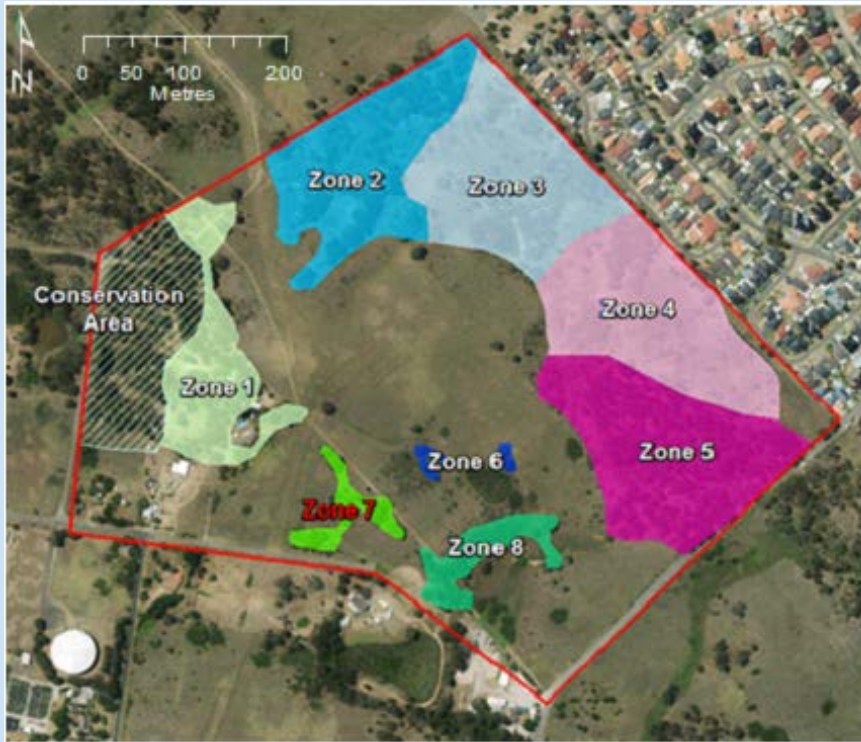 N
0 50 100 200
Metres
Zone 2
Zone 3
Conservation
Area
Zone 4
Zone 1
Zone 5
Zone 6
Zone 7
Zone 8